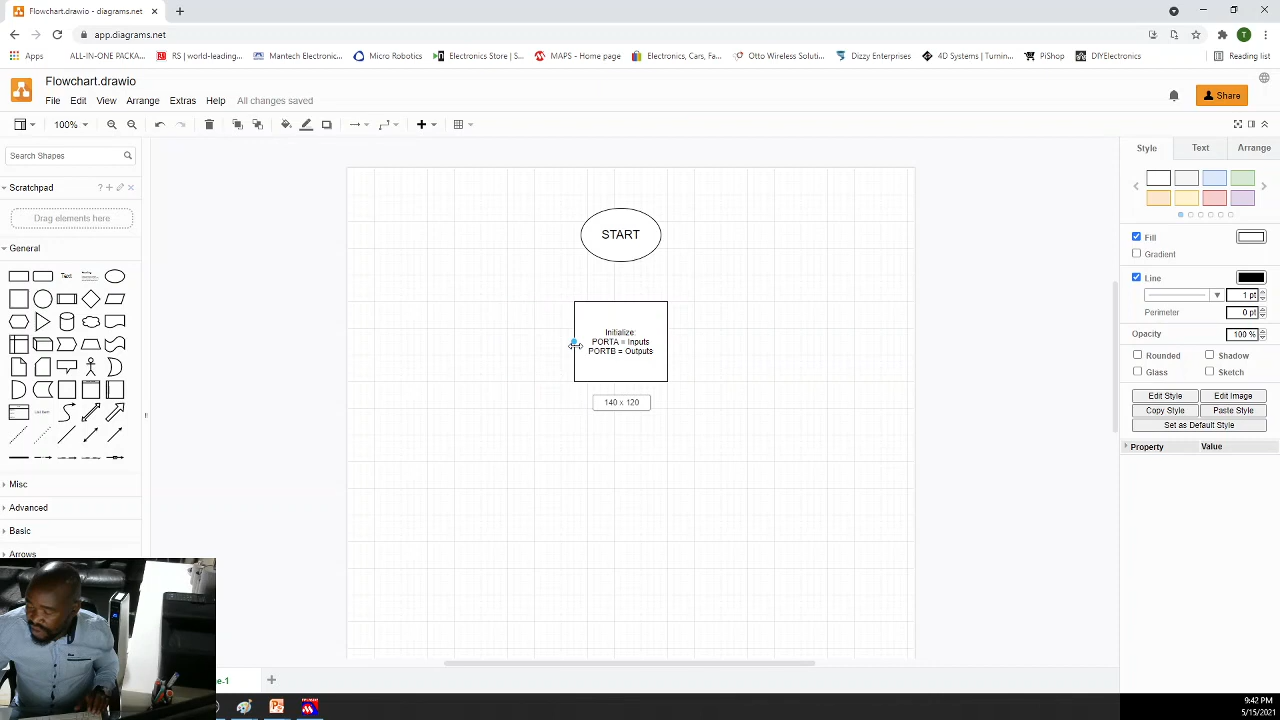 Flowchart.drawio - diagrams.net
app.diagrams.net
Apps
ALL-IN-ONE PACKA...
RS | world-leading...
Mantech Electronic...
Micro Robotics
Electronics Store | S...
MAPS - Home page
Electronics, Cars, Fa...
Otto Wireless Soluti...
Dizzy Enterprises
4D Systems | Turnin...
PiShop
DIYElectronics
Reading list
Flowchart.drawio
File Edit View Arrange Extras Help All changes saved
Share
100%
Search Shapes
Scratchpad
Drag elements here
General
Text
Misc
Advanced
Basic
Arrows
START
Initialize:
PORTA = Inputs
PORTB = Outputs
140 x 120
Style Text Arrange
Fill
Gradient
Line
1 pt
Perimeter 0 pt
Opacity 100 %
Rounded Shadow
Glass Sketch
Edit Style Edit Image
Copy Style Paste Style
Set as Default Style
Property Value
9:42 PM
5/15/2021